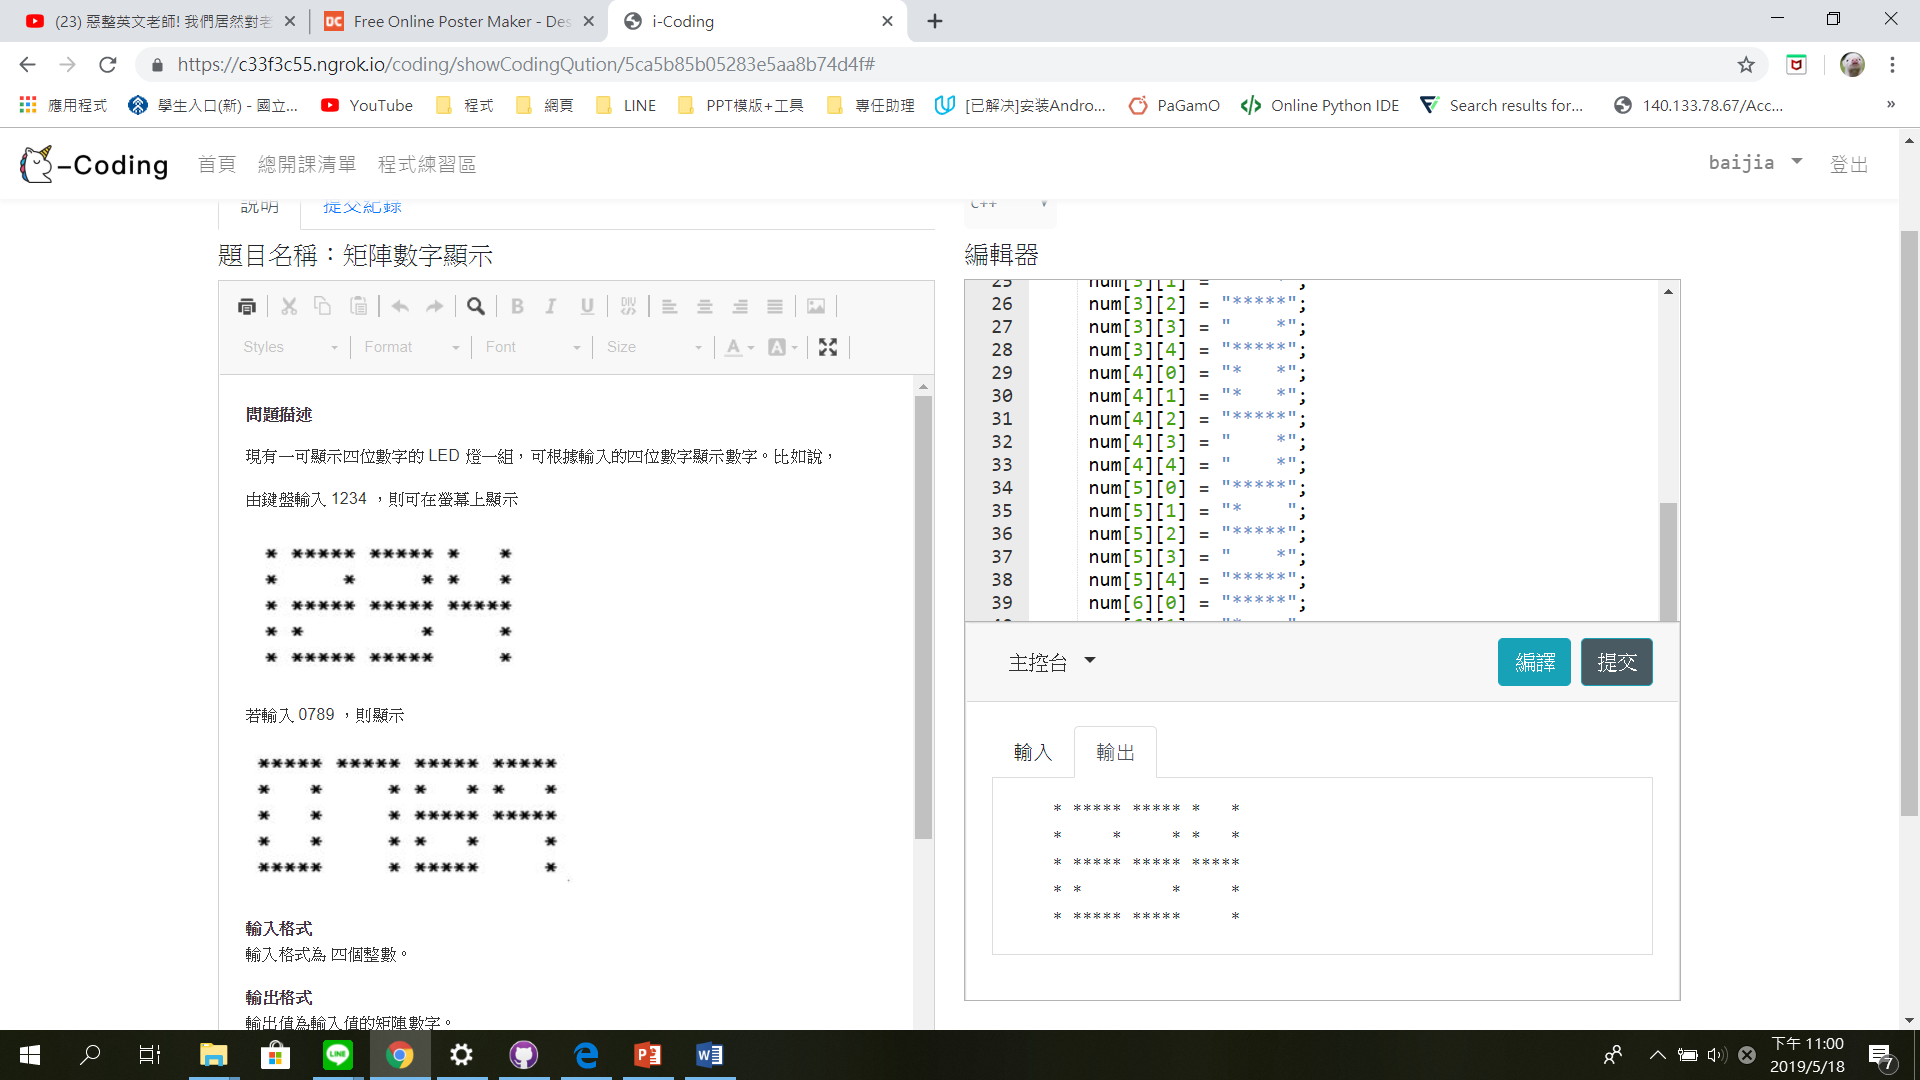 (23) 惡整英文老師! 我們居然對老
Free Online Poster Maker - Des
i-Coding
https://c33f3c55.ngrok.io/coding/showCodingQution/5ca5b85b05283e5aa8b74d4f#
應用程式 學生入口(新) - 國立... YouTube 程式 網頁 LINE PPT模版+工具 專任助理 [已解决]安装Andro... PaGamO Online Python IDE Search results for... 140.133.78.67/Acc... »
-Coding 首頁 總開課清單 程式練習區 baijia 登出
說明 提交紀錄
題目名稱：矩陣數字顯示
Styles Format Font Size
問題描述
現有一可顯示四位數字的 LED 燈一組，可根據輸入的四位數字顯示數字。比如說，
由鍵盤輸入 1234 ，則可在螢幕上顯示
* ***** ***** *   *
*     *     * *   *
* ***** ***** *****
* *         *     *
* ***** *****     *
若輸入 0789 ，則顯示
***** ***** ***** *****
*   *     * *   * *   *
*   *     * ***** *****
*   *     * *   *     *
*****     * *****     *
輸入格式
輸入格式為 四個整數。
輸出格式
輸出值為輸入值的矩陣數字。
C++
編輯器
25 num[3][1] = "    *";
26 num[3][2] = "*****";
27 num[3][3] = "    *";
28 num[3][4] = "*****";
29 num[4][0] = "*   *";
30 num[4][1] = "*   *";
31 num[4][2] = "*****";
32 num[4][3] = "    *";
33 num[4][4] = "    *";
34 num[5][0] = "*****";
35 num[5][1] = "*    ";
36 num[5][2] = "*****";
37 num[5][3] = "    *";
38 num[5][4] = "*****";
39 num[6][0] = "*****";
主控台 編譯 提交
輸入 輸出
* ***** ***** *   *
*     *     * *   *
* ***** ***** *****
* *         *     *
* ***** *****     *
下午 11:00
2019/5/18
7